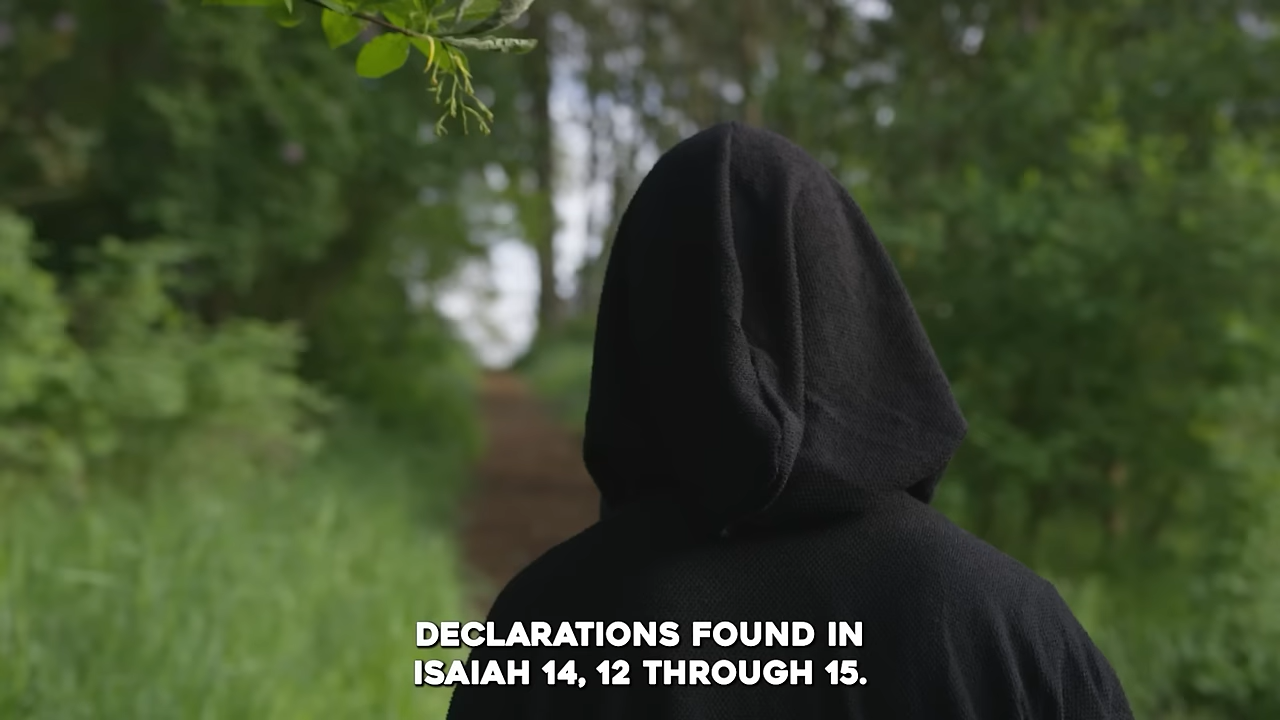 DECLARATIONS FOUND IN
ISAIAH 14, 12 THROUGH 15.